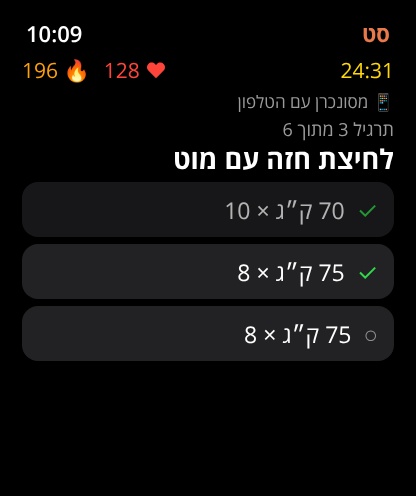 סט 10:09
24:31 128 196
מסונכרן עם הטלפון
תרגיל 3 מתוך 6
לחיצת חזה עם מוט
70 ק״ג × 10
75 ק״ג × 8
75 ק״ג × 8